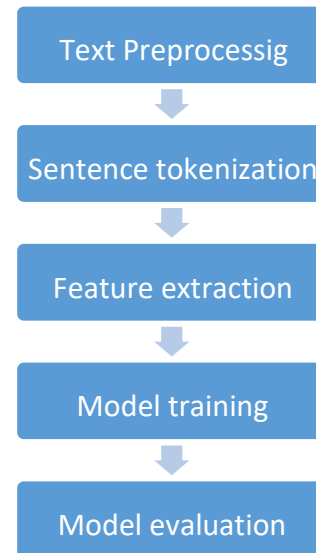 Text Preprocessig
Sentence tokenization
Feature extraction
Model training
Model evaluation